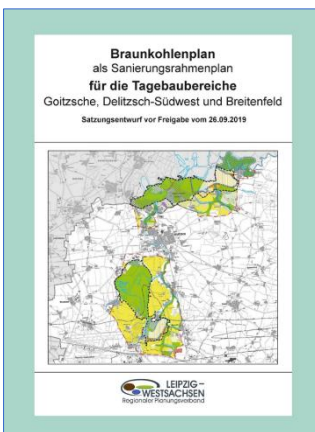 Braunkohlenplan
als Sanierungsrahmenplan
für die Tagebaubereiche
Goitzsche, Delitzsch-Südwest und Breitenfeld
Satzungsentwurf vor Freigabe vom 26.09.2019
LEIPZIG–
WESTSACHSEN
Regionaler Planungsverband